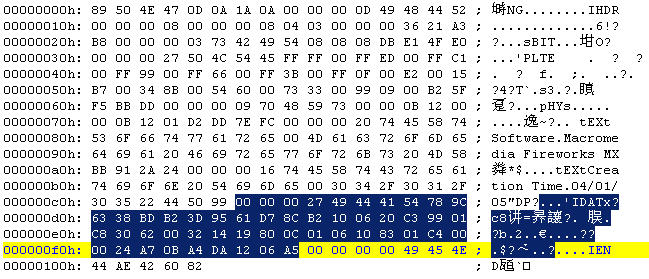 00000000h: 89 50 4E 47 0D 0A 1A 0A 00 00 00 0D 49 48 44 52 ; 塒NG........IHDR
00000010h: 00 00 00 08 00 00 00 08 04 03 00 00 00 36 21 A3 ; .............6!?
00000020h: B8 00 00 00 03 73 42 49 54 08 08 08 DB E1 4F E0 ; ?...sBIT...坩O?
00000030h: 00 00 00 27 50 4C 54 45 FF FF 00 FF ED 00 FF C1 ; ...'PLTE . ? ?
00000040h: 00 FF 99 00 FF 66 00 FF 3B 00 FF 0F 00 E2 00 15 ; . ? f. ;. ..?.
00000050h: B7 00 34 8B 00 54 60 00 73 33 00 99 09 00 B2 5F ; ?4?T`.s3.?.瞋
00000060h: F5 BB DD 00 00 00 09 70 48 59 73 00 00 0B 12 00 ; 趸?...pHYs.....
00000070h: 00 0B 12 01 D2 DD 7E FC 00 00 00 20 74 45 58 74 ; ....逸~?.. tEXt
00000080h: 53 6F 66 74 77 61 72 65 00 4D 61 63 72 6F 6D 65 ; Software.Macrome
00000090h: 64 69 61 20 46 69 72 65 77 6F 72 6B 73 20 4D 58 ; dia Fireworks MX
000000a0h: BB 91 2A 24 00 00 00 16 74 45 58 74 43 72 65 61 ; 粦*$....tEXtCrea
000000b0h: 74 69 6F 6E 20 54 69 6D 65 00 30 34 2F 30 31 2F ; tion Time.04/01/
000000c0h: 30 35 22 44 50 99 00 00 00 27 49 44 41 54 78 9C ; 05"DP?...'IDATx?
000000d0h: 63 38 BD B2 3D 95 61 D7 8C B2 10 06 20 C3 99 01 ; c8讲=昦讓?. 脵.
000000e0h: C8 30 62 00 32 14 19 80 0C 01 06 10 83 01 C4 00 ; ?b.2..€....??
000000f0h: 00 24 A7 0B A4 DA 12 06 A5 00 00 00 00 49 45 4E ; .$?ぺ..?....IEN
00000100h: 44 AE 42 60 82 ; D瓸`